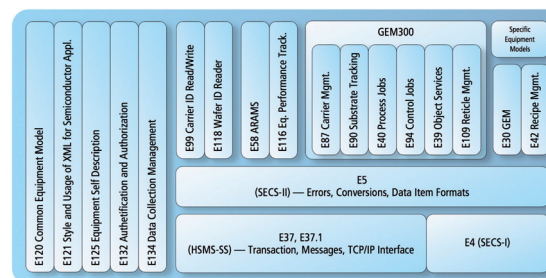 E120 Common Equipment Model
E121 Style and Usage of XML for Semiconductor Appl.
E125 Equipment Self Description
E132 Authetification and Authorization
E134 Data Collection Management
E99 Carrier ID Read/Write
E118 Wafer ID Reader
E58 ARAMS
E116 Eq. Performance Track.
GEM300
E87 Carrier Mgmt.
E90 Substrate Tracking
E40 Process Jobs
E94 Control Jobs
E39 Object Services
E109 Reticle Mgmt.
Specific
Equipment
Models
E30 GEM
E42 Recipe Mgmt.
E5
(SECS-II) — Errors, Conversions, Data Item Formats
E37, E37.1
(HSMS-SS) — Transaction, Messages, TCP/IP Interface
E4 (SECS-I)